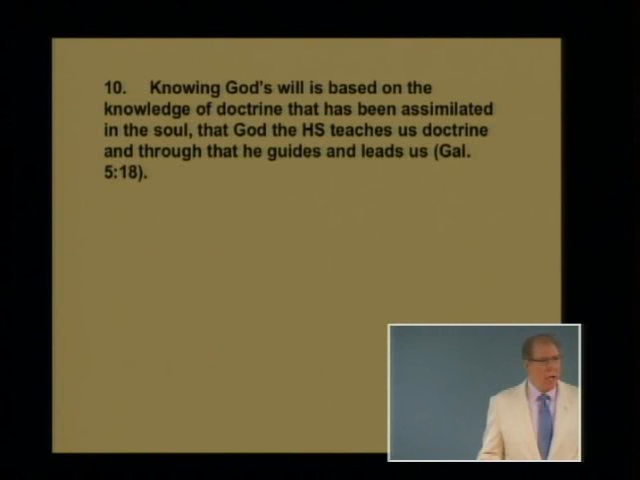 10. Knowing God's will is based on the
knowledge of doctrine that has been assimilated
in the soul, that God the HS teaches us doctrine
and through that he guides and leads us (Gal.
5:18).